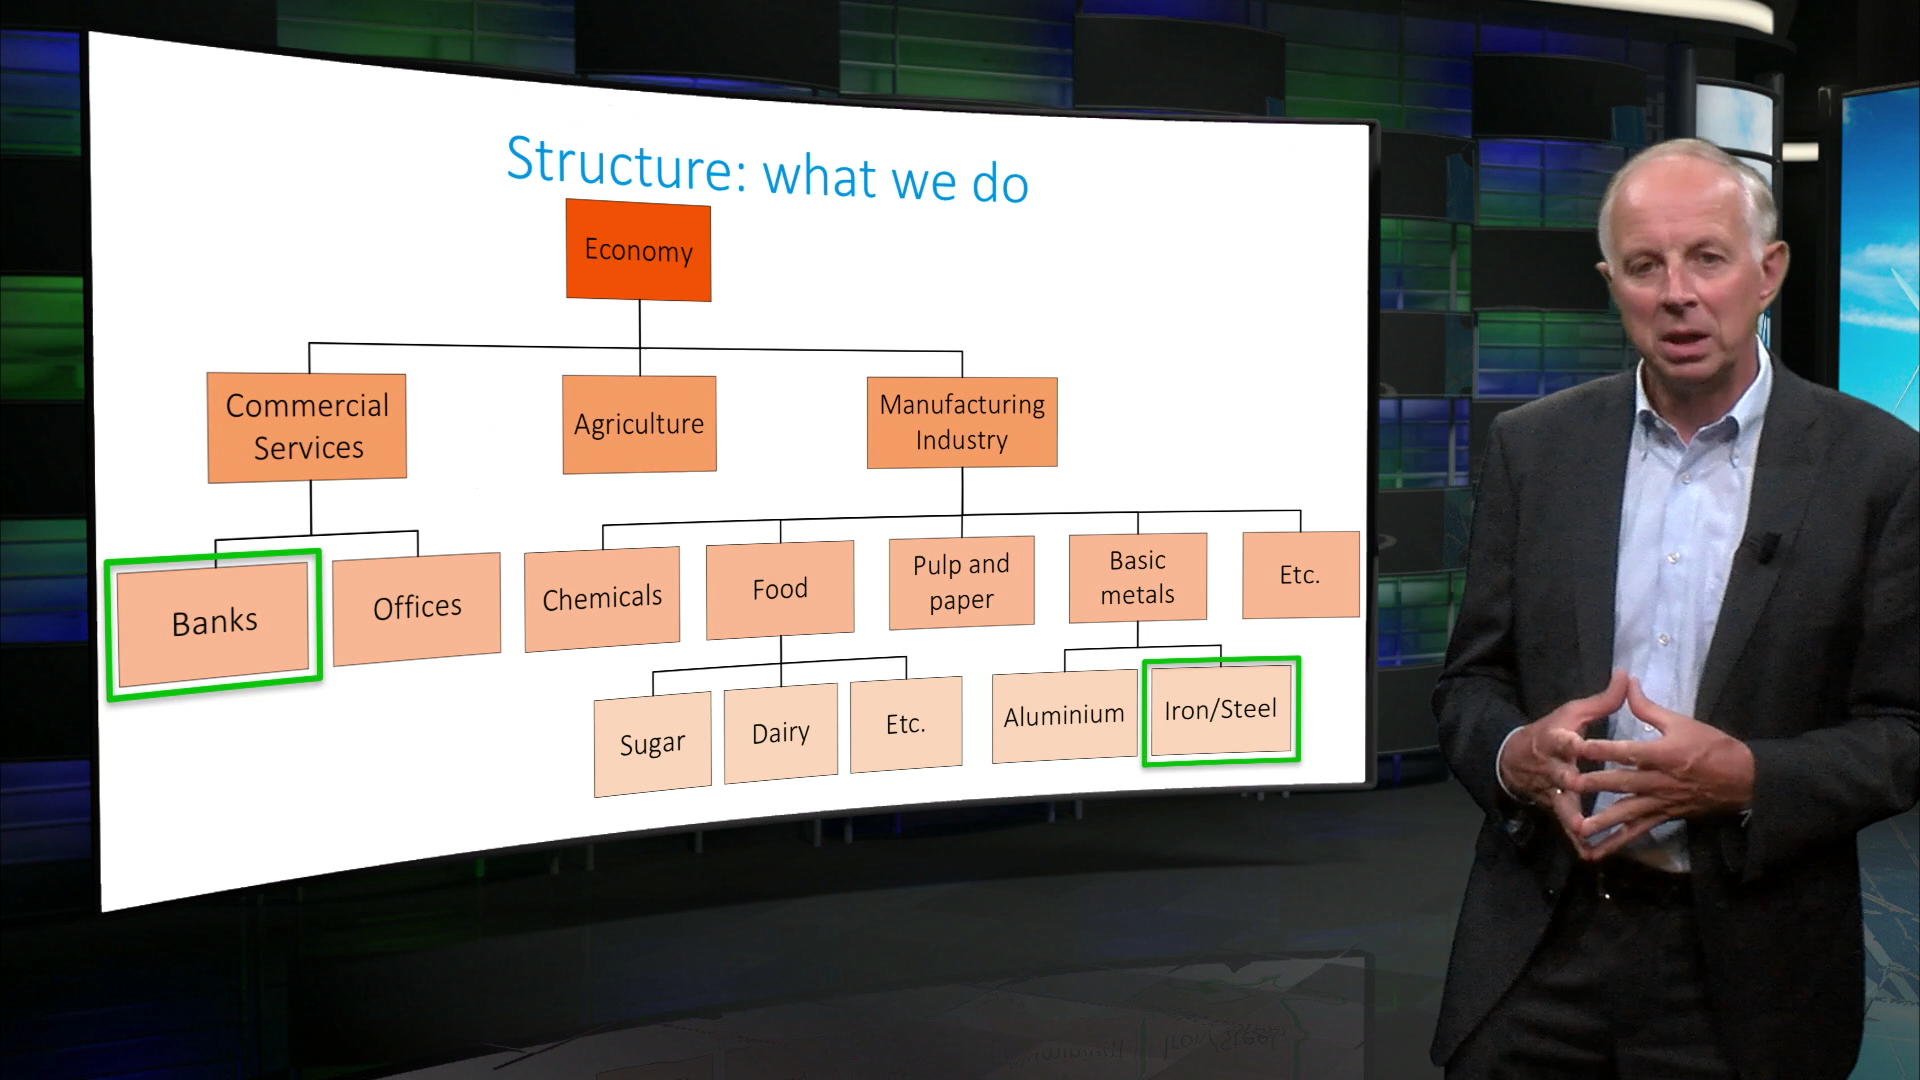 Structure: what we do
Economy
Commercial
Services
Agriculture
Manufacturing
Industry
Banks
Offices
Chemicals
Food
Pulp and
paper
Basic
metals
Etc.
Sugar
Dairy
Etc.
Aluminium
Iron/Steel